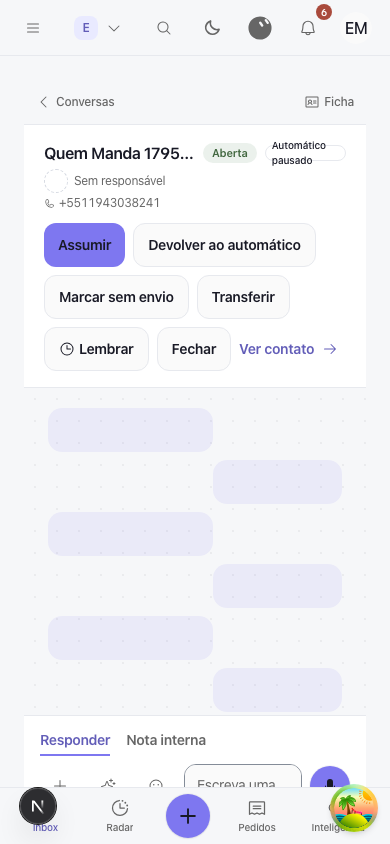 E
6
EM
Conversas
Ficha
Quem Manda 1795...
Aberta
Automático
pausado
Sem responsável
+5511943038241
Assumir
Devolver ao automático
Marcar sem envio
Transferir
Lembrar
Fechar
Ver contato
Responder
Nota interna
Escreva uma
N
Inbox
Radar
Pedidos